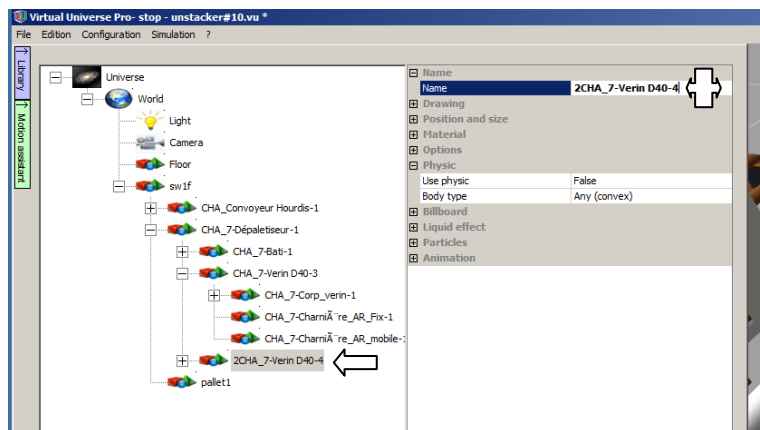 Virtual Universe Pro- stop - unstacker#10.vu *
File Edition Configuration Simulation ?
Library
Motion assistant
Universe
World
Light
Camera
Floor
sw1f
CHA_Convoyeur Hourdis-1
CHA_7-Dépaletiseur-1
CHA_7-Bati-1
CHA_7-Verin D40-3
CHA_7-Corp_verin-1
CHA_7-CharniÃ¨re_AR_Fix-1
CHA_7-CharniÃ¨re_AR_mobile-1
2CHA_7-Verin D40-4
pallet1
Name
Name 2CHA_7-Verin D40-4
Drawing
Position and size
Material
Options
Physic
Use physic False
Body type Any (convex)
Billboard
Liquid effect
Particles
Animation